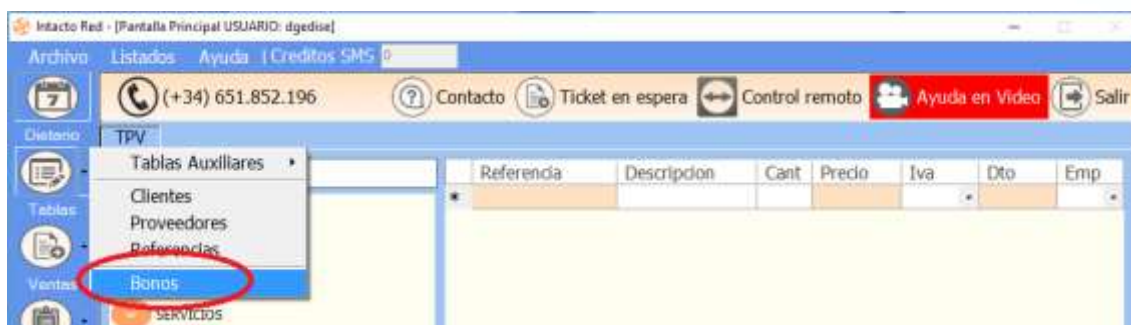 Intacto Red - [Pantalla Principal USUARIO: dgedise]
Archivo Listados Ayuda (Creditos SMS 0
7 (+34) 651.852.196 ? Contacto Ticket en espera Control remoto Ayuda en Video Salir
Dietario TPV
Tablas Auxiliares Referencia Descripcion Cant Precio Iva Dto Emp
Clientes
Tablas Proveedores
Referencias
Ventas Bonos
SERVICIOS